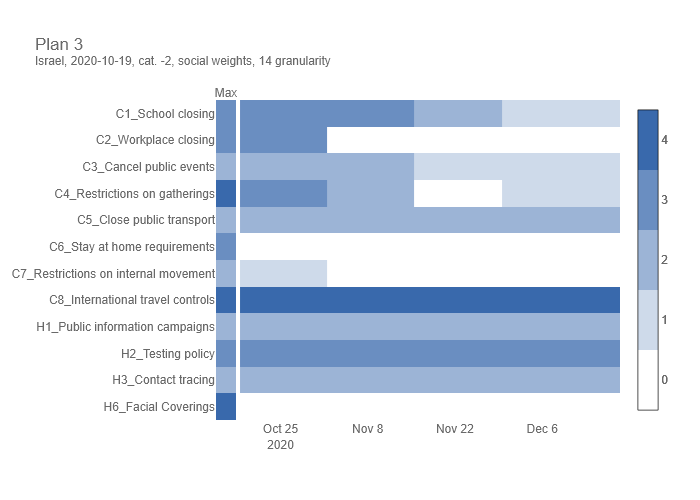 Plan 3
Israel, 2020-10-19, cat. -2, social weights, 14 granularity
Max
C1_School closing
C2_Workplace closing
C3_Cancel public events
C4_Restrictions on gatherings
C5_Close public transport
C6_Stay at home requirements
C7_Restrictions on internal movement
C8_International travel controls
H1_Public information campaigns
H2_Testing policy
H3_Contact tracing
H6_Facial Coverings
Oct 25 Nov 8 Nov 22 Dec 6
2020
4
3
2
1
0